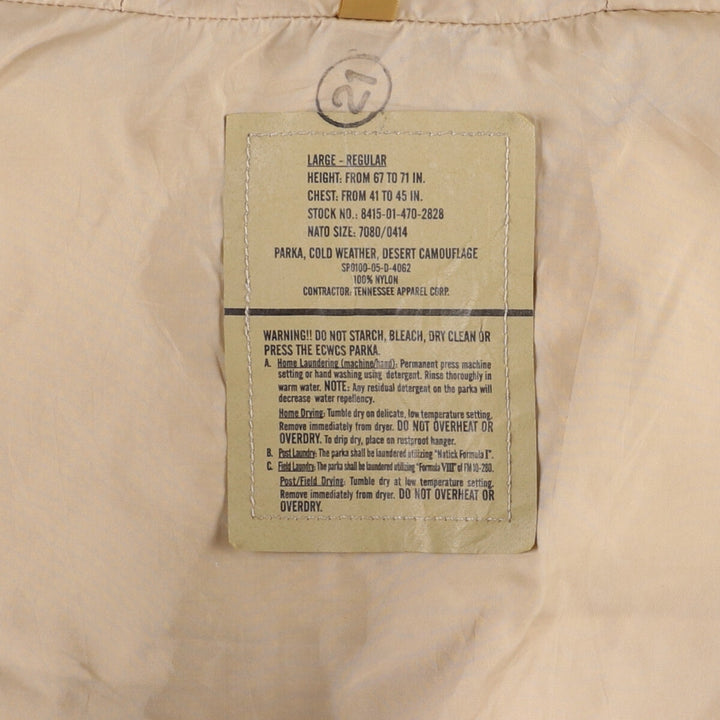 21
LARGE - REGULAR
HEIGHT: FROM 67 TO 71 IN.
CHEST: FROM 41 TO 45 IN.
STOCK NO.: 8415-01-470-2828
NATO SIZE: 7080/0414
PARKA, COLD WEATHER, DESERT CAMOUFLAGE
SP0100-05-D-4062
100% NYLON
CONTRACTOR: TENNESSEE APPAREL CORP.
WARNING!! DO NOT STARCH, BLEACH, DRY CLEAN OR
PRESS THE ECWCS PARKA.
A. Home Laundering (machine/hand): Permanent press machine
setting or hand washing using detergent. Rinse thoroughly in
warm water. NOTE: Any residual detergent on the parka will
decrease water repellency.
Home Drying: Tumble dry on delicate, low temperature setting.
Remove immediately from dryer. DO NOT OVERHEAT OR
OVERDRY. To drip dry, place on rustproof hanger.
B. Post Laundry: The parka shall be laundered utilizing "Natick Formula I".
C. Field Laundry: The parka shall be laundered utilizing "Formula VIII" of FM 10-280.
Post/Field Drying: Tumble dry at low temperature setting.
Remove immediately from dryer. DO NOT OVERHEAT OR
OVERDRY.